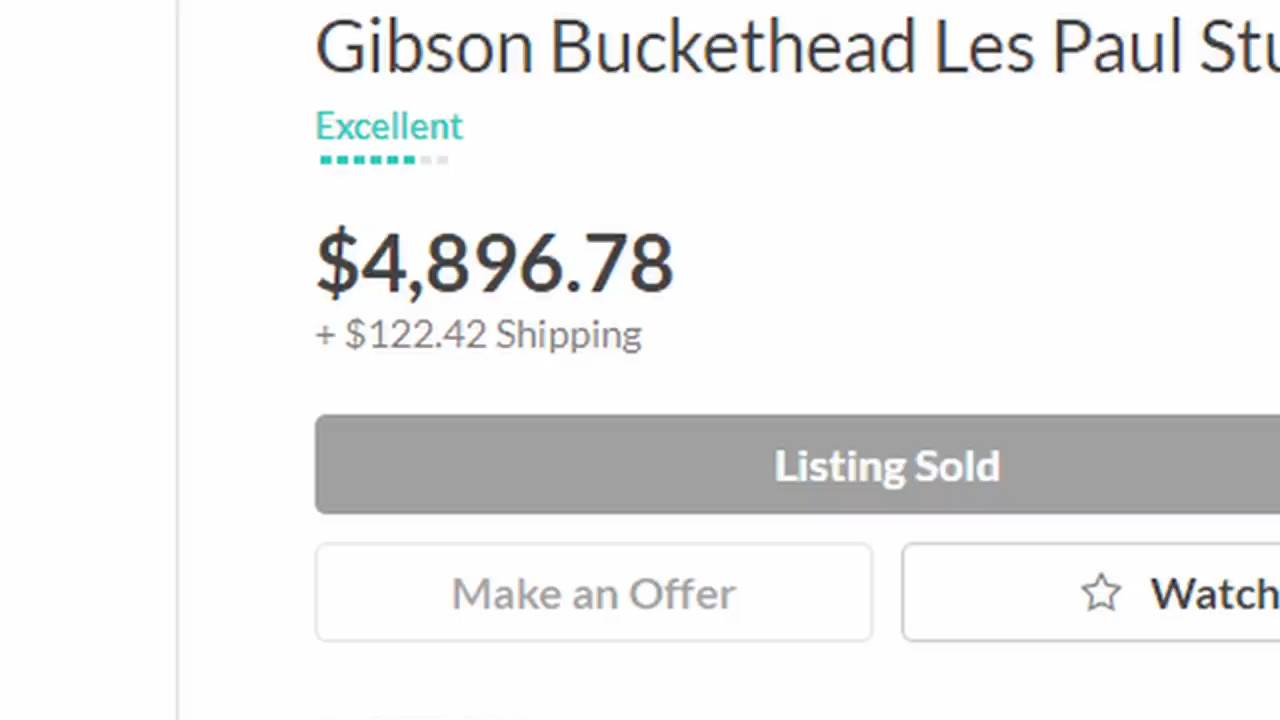 Gibson Buckethead Les Paul Stu
Excellent
$4,896.78
+ $122.42 Shipping
Listing Sold
Make an Offer
Watch